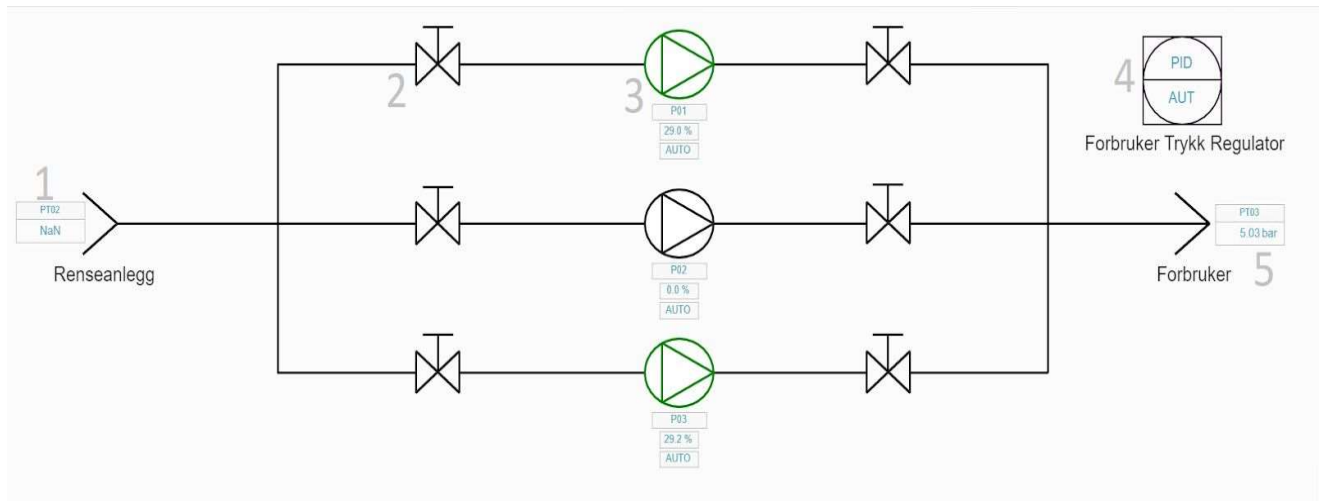 2
3
P01
29.0 %
AUTO
4
PID
AUT
Forbruker Trykk Regulator
1
PT02
NaN
Renseanlegg
P02
0.0 %
AUTO
PT03
5.03 bar
Forbruker
5
P03
29.2 %
AUTO